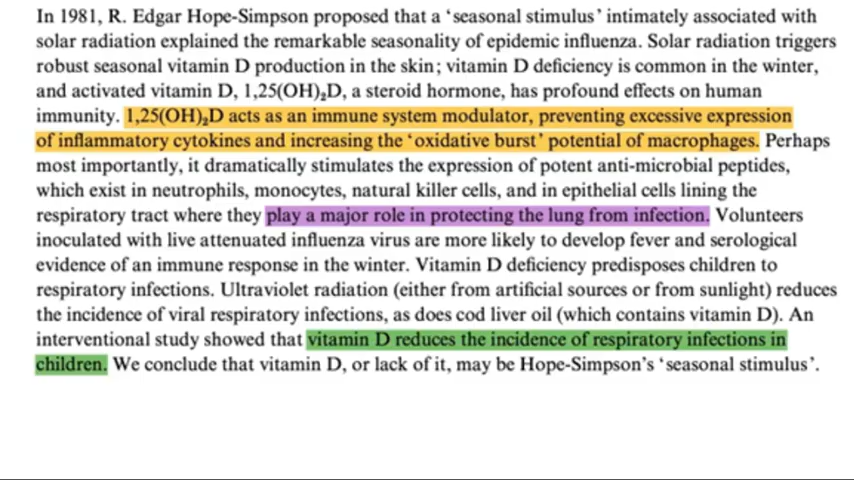 In 1981, R. Edgar Hope-Simpson proposed that a ‘seasonal stimulus’ intimately associated with
solar radiation explained the remarkable seasonality of epidemic influenza. Solar radiation triggers
robust seasonal vitamin D production in the skin; vitamin D deficiency is common in the winter,
and activated vitamin D, 1,25(OH)₂D, a steroid hormone, has profound effects on human
immunity. 1,25(OH)₂D acts as an immune system modulator, preventing excessive expression
of inflammatory cytokines and increasing the ‘oxidative burst’ potential of macrophages. Perhaps
most importantly, it dramatically stimulates the expression of potent anti-microbial peptides,
which exist in neutrophils, monocytes, natural killer cells, and in epithelial cells lining the
respiratory tract where they play a major role in protecting the lung from infection. Volunteers
inoculated with live attenuated influenza virus are more likely to develop fever and serological
evidence of an immune response in the winter. Vitamin D deficiency predisposes children to
respiratory infections. Ultraviolet radiation (either from artificial sources or from sunlight) reduces
the incidence of viral respiratory infections, as does cod liver oil (which contains vitamin D). An
interventional study showed that vitamin D reduces the incidence of respiratory infections in
children. We conclude that vitamin D, or lack of it, may be Hope-Simpson’s ‘seasonal stimulus’.